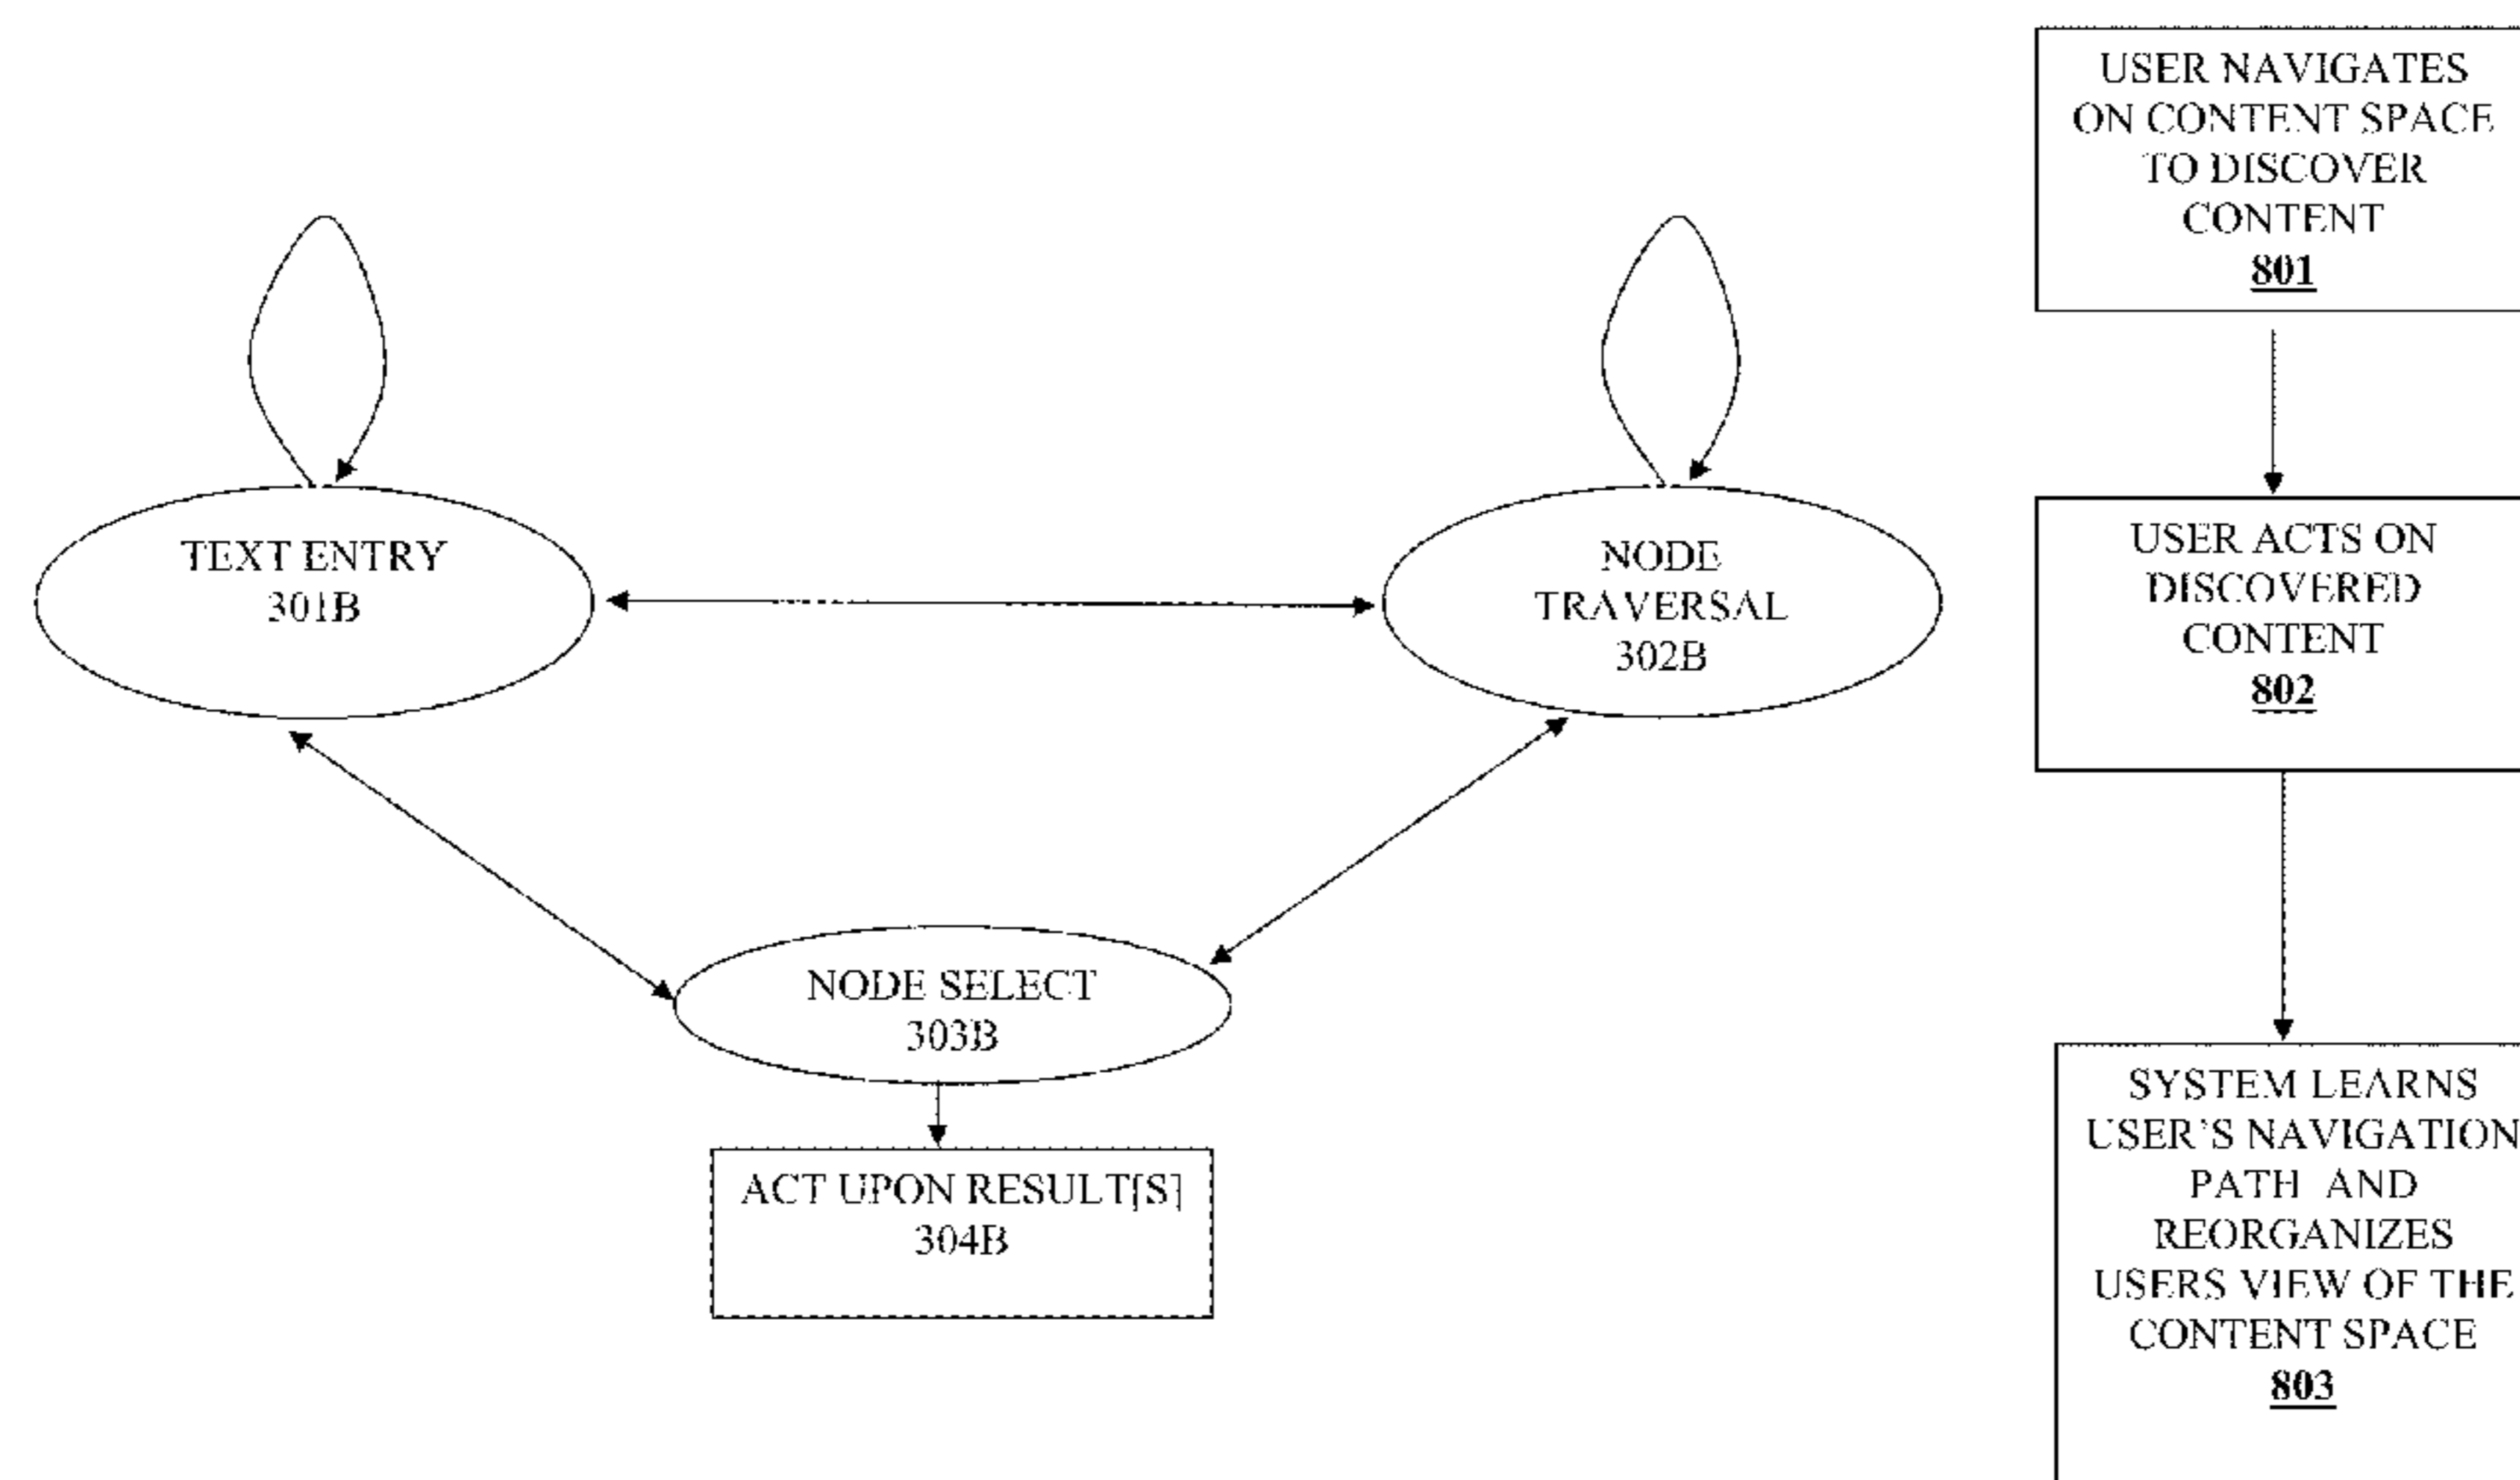 TEXT ENTRY
301B
NODE
TRAVERSAL
302B
NODE SELECT
303B
ACT UPON RESULT[S]
304B
USER NAVIGATES
ON CONTENT SPACE
TO DISCOVER
CONTENT
801
USER ACTS ON
DISCOVERED
CONTENT
802
SYSTEM LEARNS
USER'S NAVIGATION
PATH AND
REORGANIZES
USERS VIEW OF THE
CONTENT SPACE
803